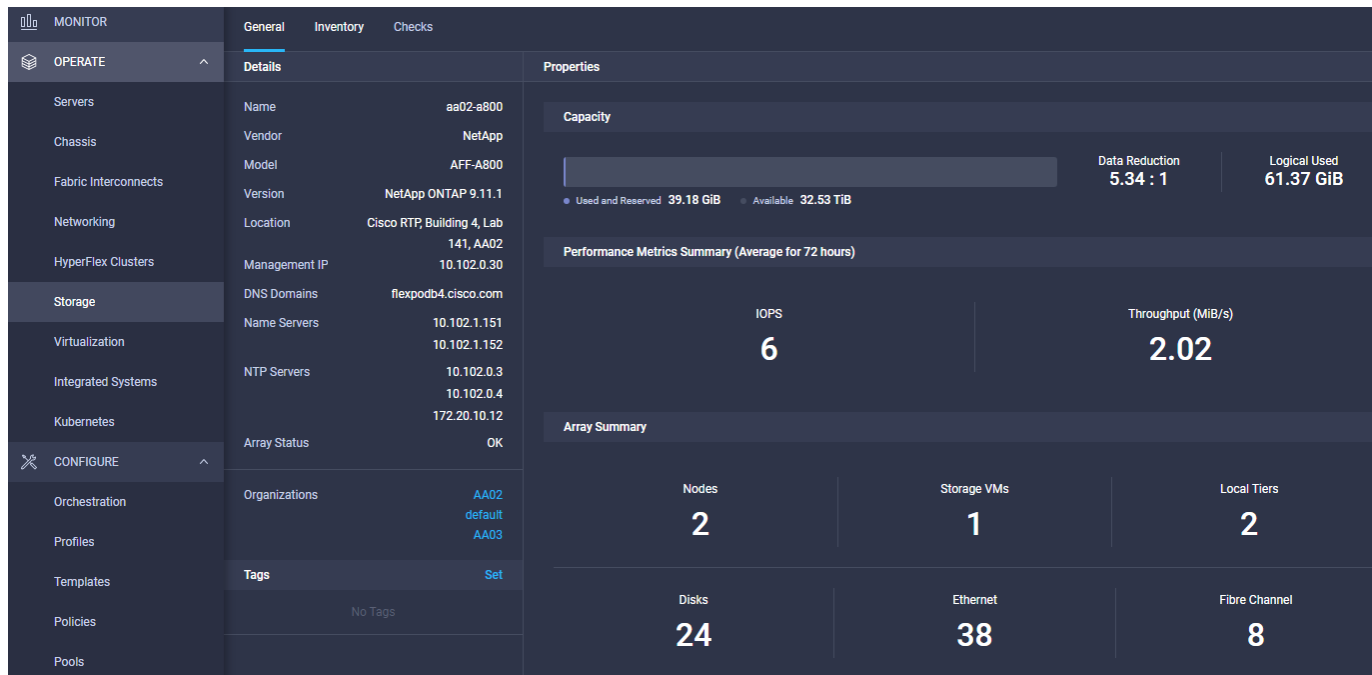 MONITOR
OPERATE
Servers
Chassis
Fabric Interconnects
Networking
HyperFlex Clusters
Storage
Virtualization
Integrated Systems
Kubernetes
CONFIGURE
Orchestration
Profiles
Templates
Policies
Pools
General Inventory Checks
Details
Name aa02-a800
Vendor NetApp
Model AFF-A800
Version NetApp ONTAP 9.11.1
Location Cisco RTP, Building 4, Lab
141, AA02
Management IP 10.102.0.30
DNS Domains flexpodb4.cisco.com
Name Servers 10.102.1.151
10.102.1.152
NTP Servers 10.102.0.3
10.102.0.4
172.20.10.12
Array Status OK
Organizations AA02
default
AA03
Tags Set
No Tags
Properties
Capacity
Data Reduction Logical Used
5.34 : 1 61.37 GiB
Used and Reserved 39.18 GiB Available 32.53 TiB
Performance Metrics Summary (Average for 72 hours)
IOPS Throughput (MiB/s)
6 2.02
Array Summary
Nodes Storage VMs Local Tiers
2 1 2
Disks Ethernet Fibre Channel
24 38 8